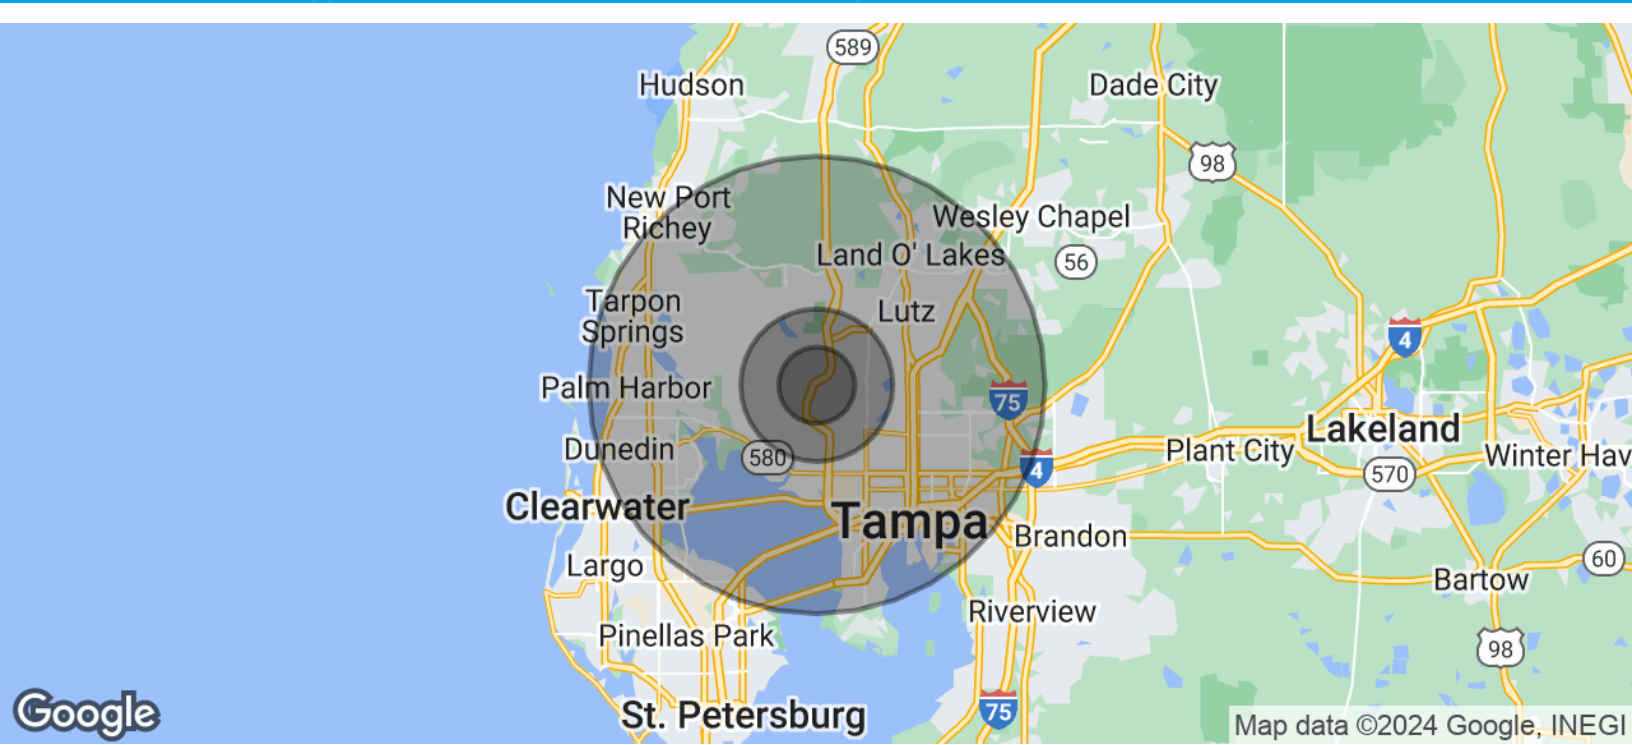 589
Hudson
Dade City
98
New Port
Richey
Wesley Chapel
Land O' Lakes
56
Tarpon
Springs
Lutz
4
Palm Harbor
75
Dunedin
580
4
Plant City
Lakeland
570
Winter Hav
Clearwater
Tampa
Brandon
Largo
60
Bartow
Riverview
Pinellas Park
98
Google
St. Petersburg
75
Map data ©2024 Google, INEGI